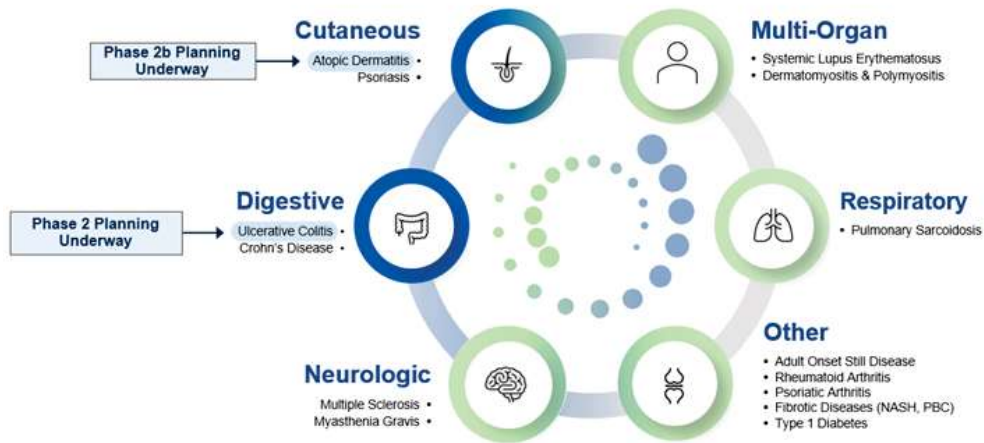 Cutaneous
Phase 2b Planning
Underway
Atopic Dermatitis •
Psoriasis •
Multi-Organ
• Systemic Lupus Erythematosus
• Dermatomyositis & Polymyositis
Digestive
Phase 2 Planning
Underway
Ulcerative Colitis •
Crohn's Disease •
Respiratory
• Pulmonary Sarcoidosis
Neurologic
Multiple Sclerosis •
Myasthenia Gravis •
Other
• Adult Onset Still Disease
• Rheumatoid Arthritis
• Psoriatic Arthritis
• Fibrotic Diseases (NASH, PBC)
• Type 1 Diabetes